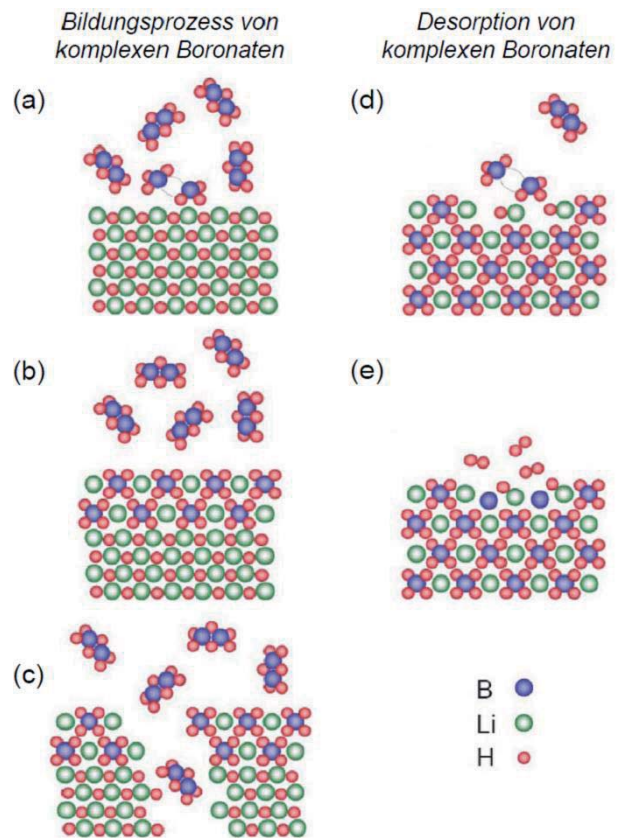 Bildungsprozess von
komplexen Boronaten
Desorption von
komplexen Boronaten
(a)
(d)
(b)
(e)
(c)
B
Li
H